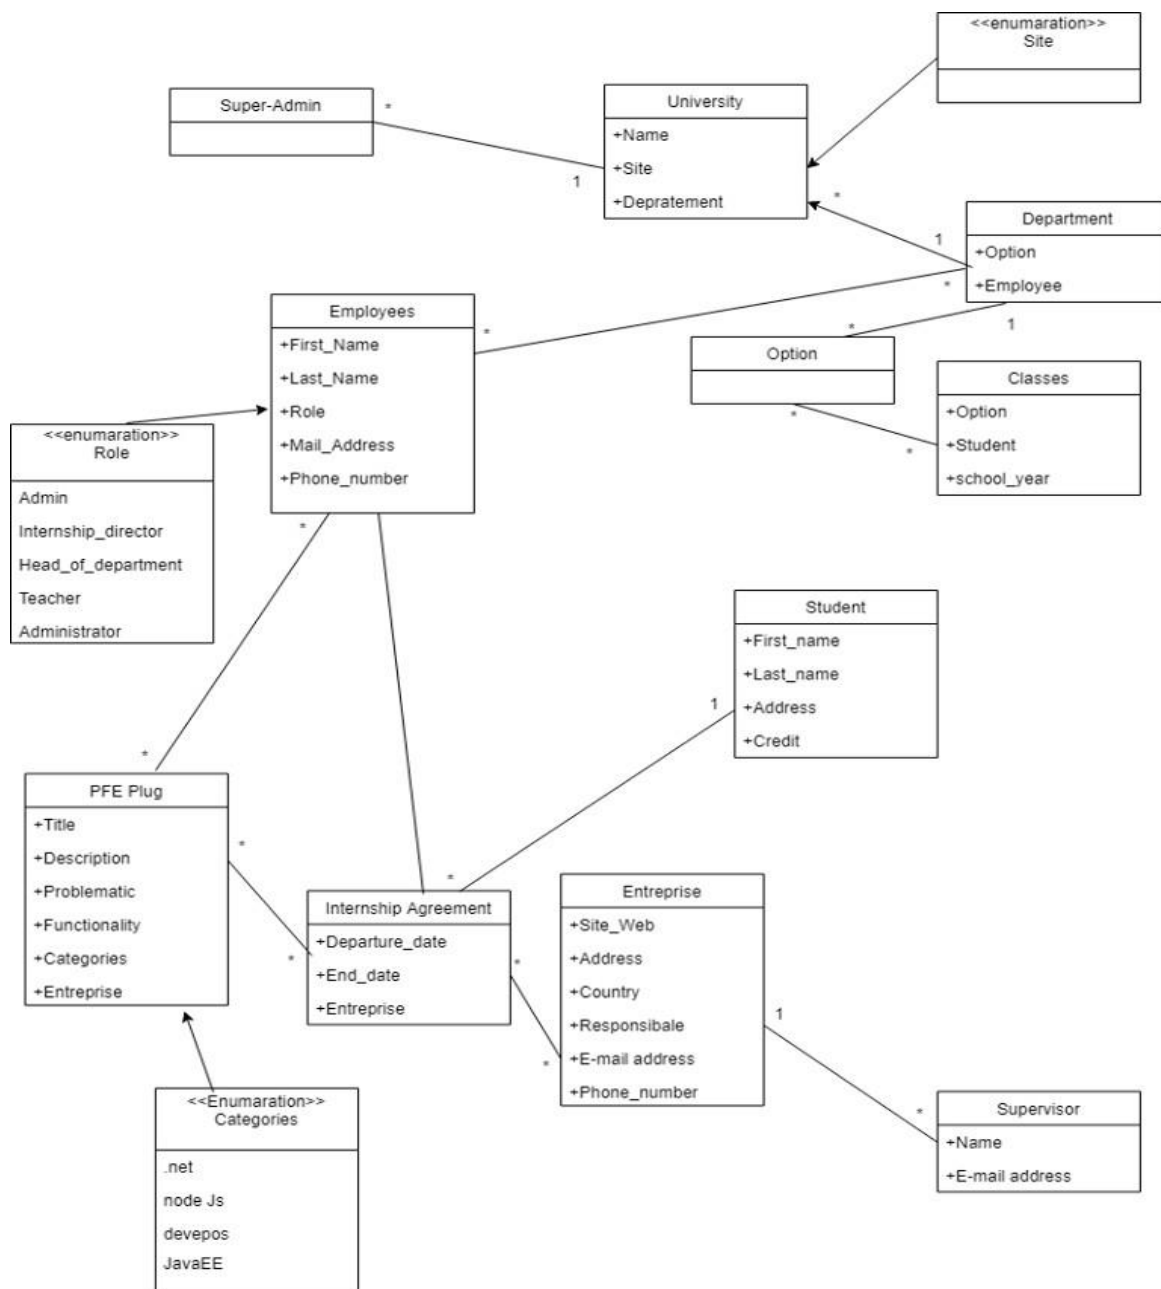 <<enumaration>>
Site
Super-Admin
*
1
University
+Name
+Site
+Depratement
*
1
Department
+Option
+Employee
*
*
Employees
+First_Name
+Last_Name
+Role
+Mail_Address
+Phone_number
*
1
Option
*
*
Classes
+Option
+Student
+school_year
<<enumaration>>
Role
Admin
Internship_director
Head_of_department
Teacher
Administrator
*
*
Student
+First_name
+Last_name
+Address
+Credit
1
*
PFE Plug
+Title
+Description
+Problematic
+Functionality
+Categories
+Entreprise
*
*
Internship Agreement
+Departure_date
+End_date
+Entreprise
*
*
Entreprise
+Site_Web
+Address
+Country
+Responsibale
+E-mail address
+Phone_number
1
*
Supervisor
+Name
+E-mail address
<<Enumaration>>
Categories
.net
node Js
devepos
JavaEE